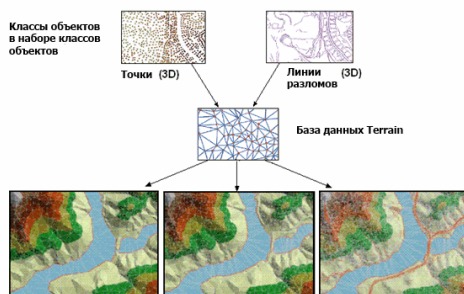 Классы объектов
в наборе классов
объектов
Точки (3D)
Линии (3D)
разломов
База данных Terrain